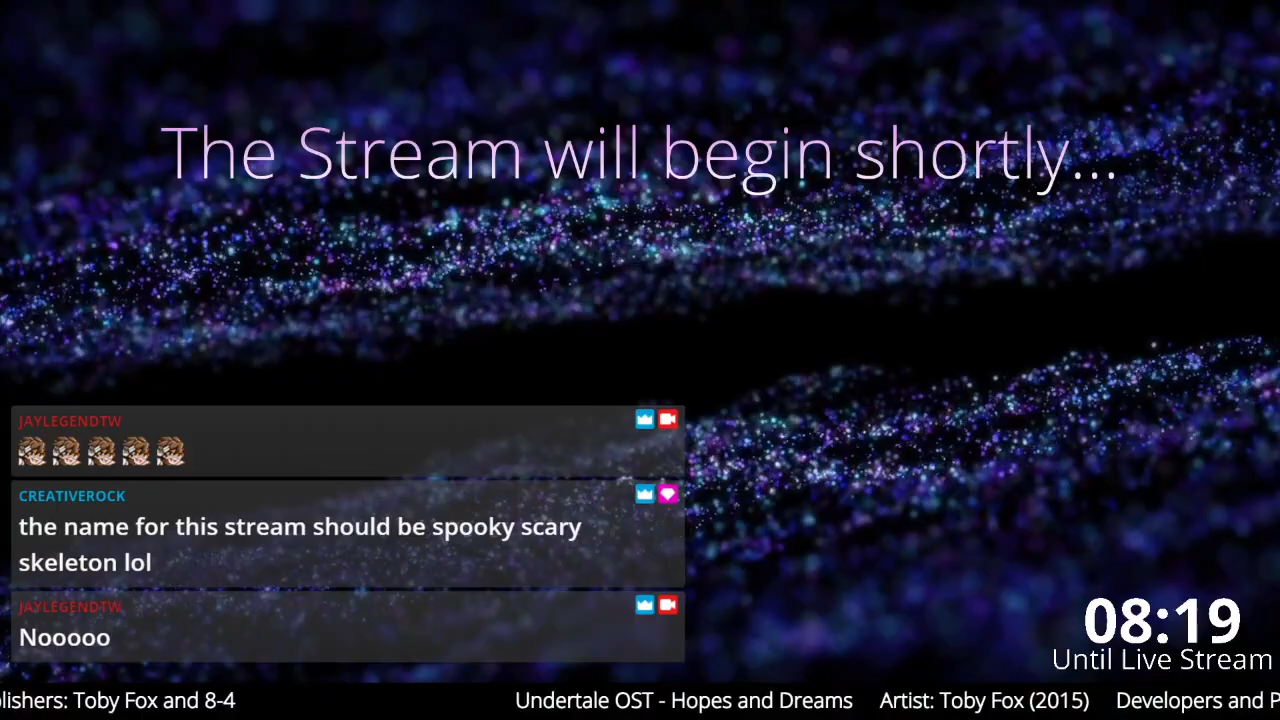 The Stream will begin shortly...
JAYLEGENDTW
CREATIVEROCK
the name for this stream should be spooky scary
skeleton lol
JAYLEGENDTW
Nooooo
08:19
Until Live Stream
lishers: Toby Fox and 8-4 Undertale OST - Hopes and Dreams Artist: Toby Fox (2015) Developers and P